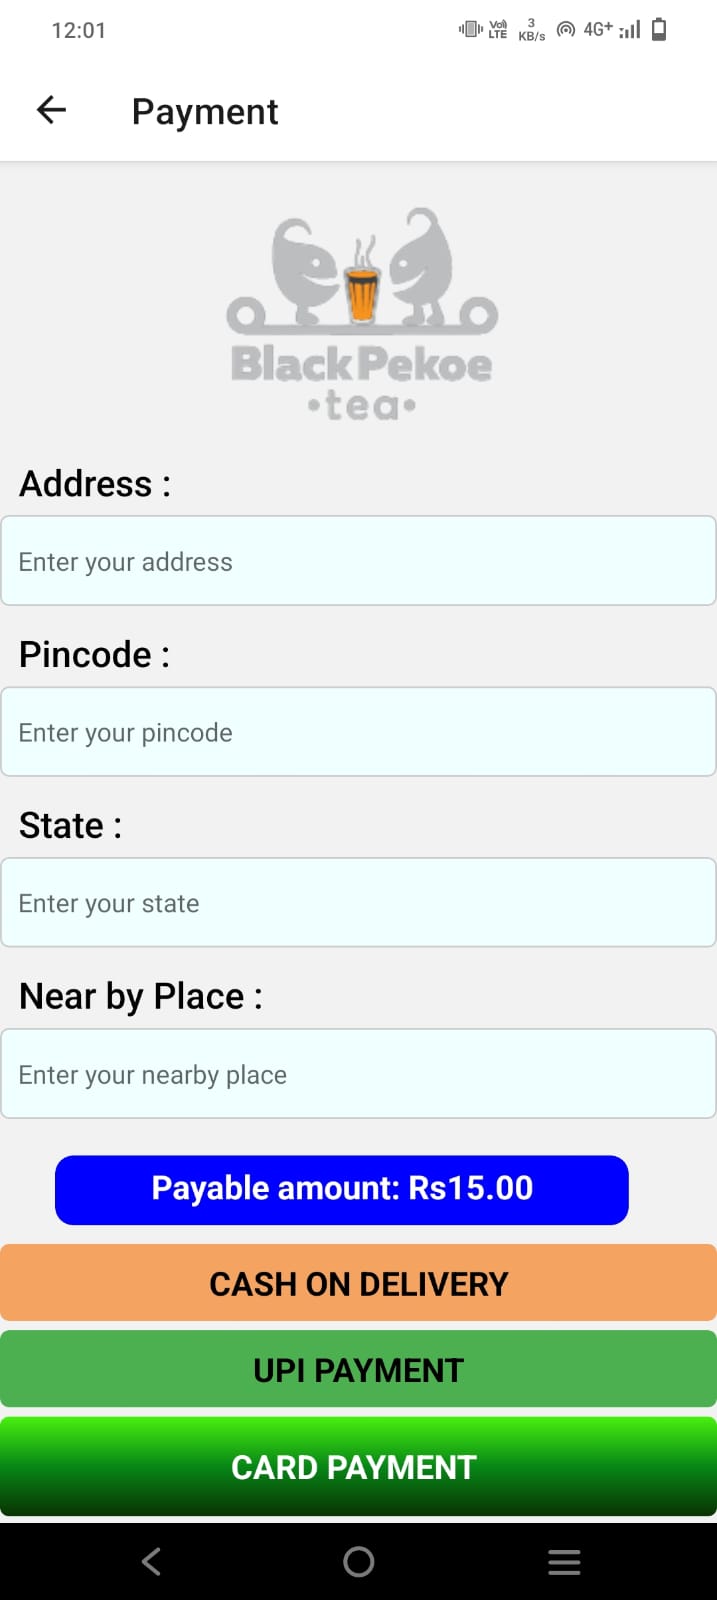 12:01
Vo) LTE 3 KB/s 4G+
Payment
BlackPekoe
•tea•
Address :
Enter your address
Pincode :
Enter your pincode
State :
Enter your state
Near by Place :
Enter your nearby place
Payable amount: Rs15.00
CASH ON DELIVERY
UPI PAYMENT
CARD PAYMENT